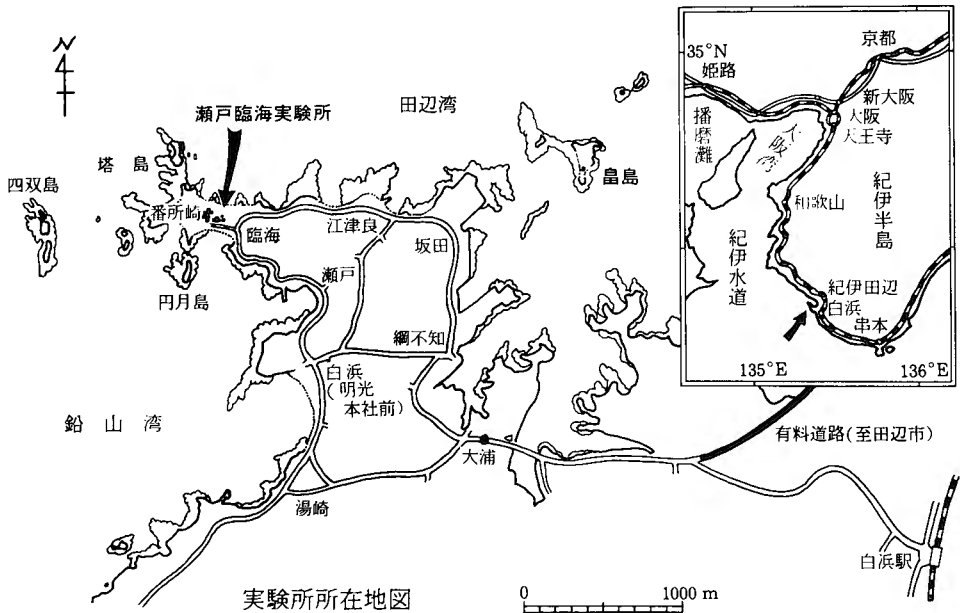 N
瀬戸臨海実験所
田辺湾
塔島
四双島
番所崎
臨海
江津良
坂田
畠島
円月島
瀬戸
綱不知
白浜
(明光
本社前)
鉛山湾
大浦
有料道路(至田辺市)
湯崎
白浜駅
実験所所在地図
0 1000 m
35°N
京都
姫路
新大阪
大阪
天王寺
播磨灘
大阪湾
和歌山
紀伊半島
紀伊水道
紀伊田辺
白浜
串本
135°E
136°E